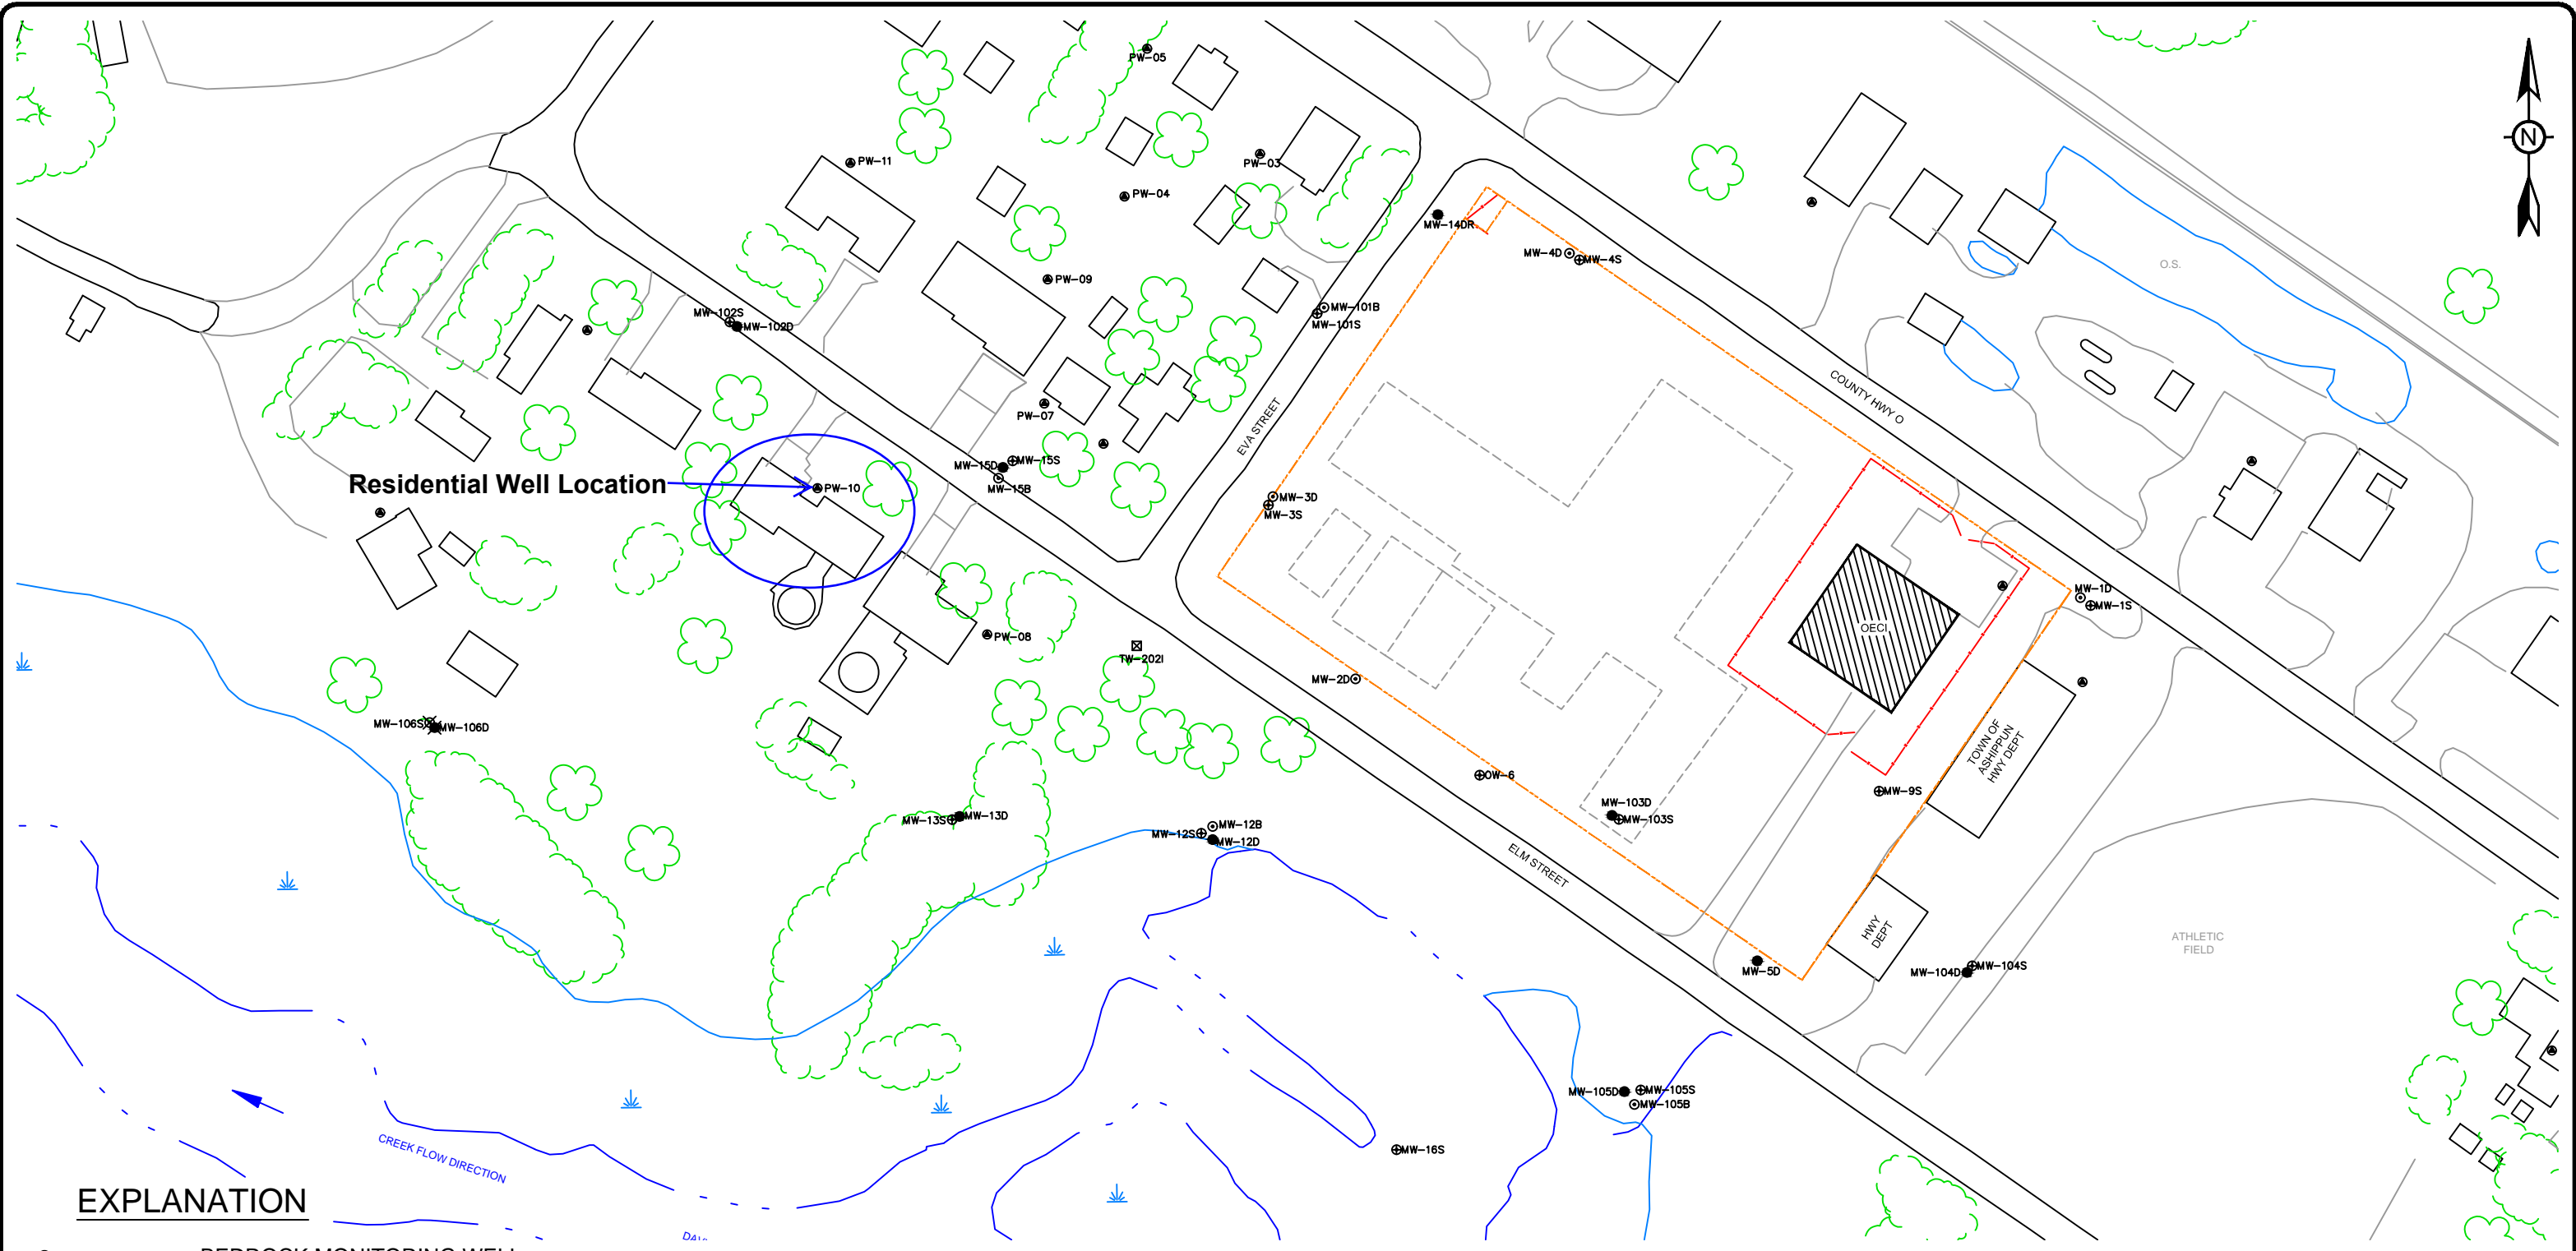 PW-05
N
PW-11
PW-03
PW-04
MW-14DR
MW-4D
MW-4S
O.S.
PW-09
MW-101B
MW-101S
MW-102S
MW-102D
COUNTY HWY O
PW-07
EVA STREET
MW-15D
MW-15S
MW-15B
Residential Well Location
PW-10
MW-3D
MW-3S
MW-1D
MW-1S
OECI
PW-08
TW-202I
MW-2D
MW-106S
MW-106D
TOWN OF
ASHIPPUN
HWY DEPT
OW-6
MW-9S
MW-103D
MW-103S
MW-13S
MW-13D
MW-12B
MW-12S
MW-12D
ELM STREET
HWY
DEPT
ATHLETIC
FIELD
MW-5D
MW-104D
MW-104S
MW-105D
MW-105S
MW-105B
MW-16S
CREEK FLOW DIRECTION
EXPLANATION
DAV
BEDROCK MONITORING WELL